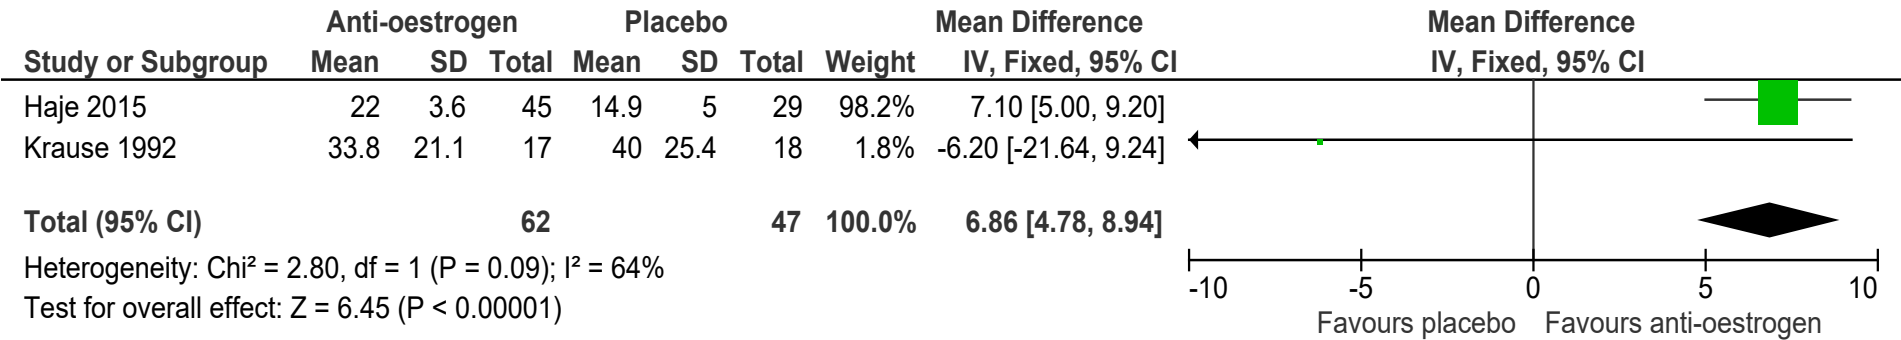 Anti-oestrogen Placebo Mean Difference Mean Difference
Study or Subgroup Mean SD Total Mean SD Total Weight IV, Fixed, 95% CI IV, Fixed, 95% CI
Haje 2015 22 3.6 45 14.9 5 29 98.2% 7.10 [5.00, 9.20]
Krause 1992 33.8 21.1 17 40 25.4 18 1.8% -6.20 [-21.64, 9.24]
Total (95% CI) 62 47 100.0% 6.86 [4.78, 8.94]
Heterogeneity: Chi² = 2.80, df = 1 (P = 0.09); I² = 64%
Test for overall effect: Z = 6.45 (P < 0.00001)
-10 -5 0 5 10
Favours placebo Favours anti-oestrogen